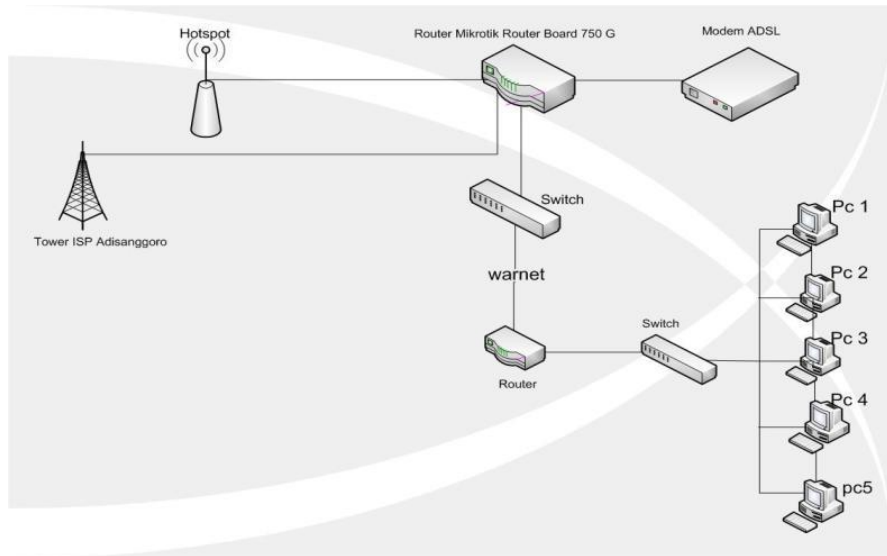 Hotspot
Router Mikrotik Router Board 750 G
Modem ADSL
Tower ISP Adisanggoro
Switch
warnet
Router
Switch
Pc 1
Pc 2
Pc 3
Pc 4
pc5